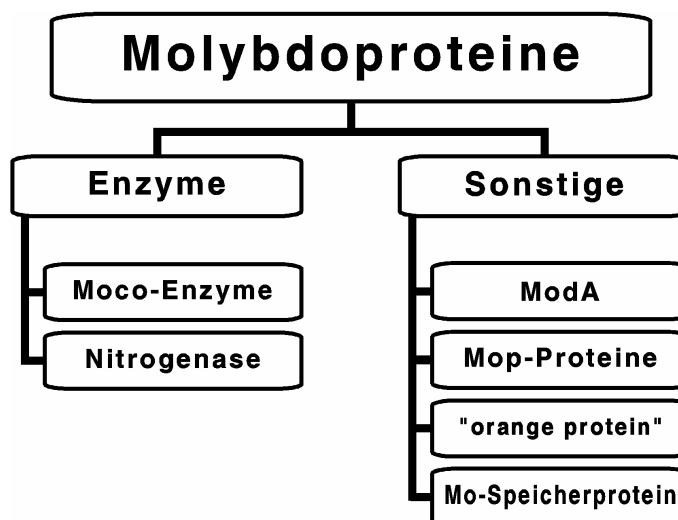 Molybdoproteine
Enzyme
Moco-Enzyme
Nitrogenase
Sonstige
ModA
Mop-Proteine
"orange protein"
Mo-Speicherprotein